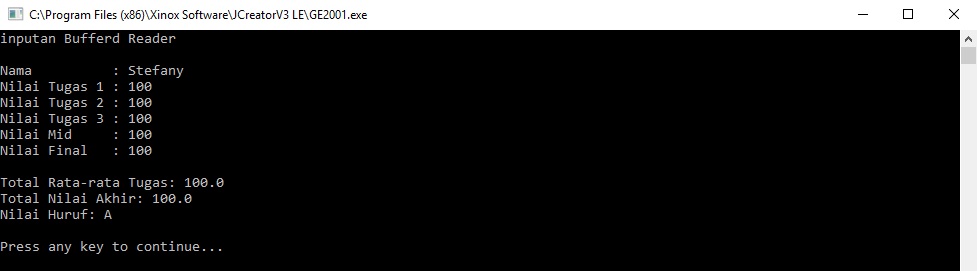 C:\Program Files (x86)\Xinox Software\JCreatorV3 LE\GE2001.exe
inputan Bufferd Reader
Nama          : Stefany
Nilai Tugas 1 : 100
Nilai Tugas 2 : 100
Nilai Tugas 3 : 100
Nilai Mid     : 100
Nilai Final   : 100
Total Rata-rata Tugas: 100.0
Total Nilai Akhir: 100.0
Nilai Huruf: A
Press any key to continue...